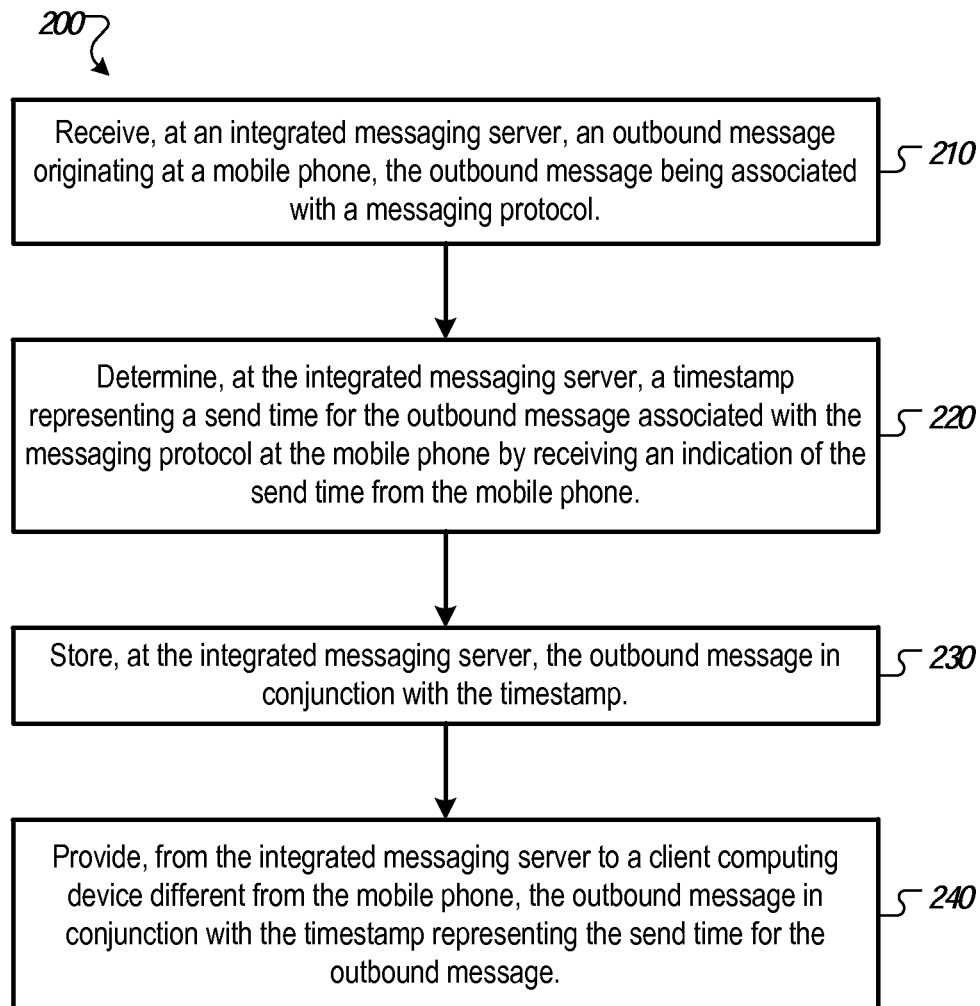 200
Receive, at an integrated messaging server, an outbound message
originating at a mobile phone, the outbound message being associated
with a messaging protocol.
210
Determine, at the integrated messaging server, a timestamp
representing a send time for the outbound message associated with the
messaging protocol at the mobile phone by receiving an indication of the
send time from the mobile phone.
220
Store, at the integrated messaging server, the outbound message in
conjunction with the timestamp.
230
Provide, from the integrated messaging server to a client computing
device different from the mobile phone, the outbound message in
conjunction with the timestamp representing the send time for the
outbound message.
240